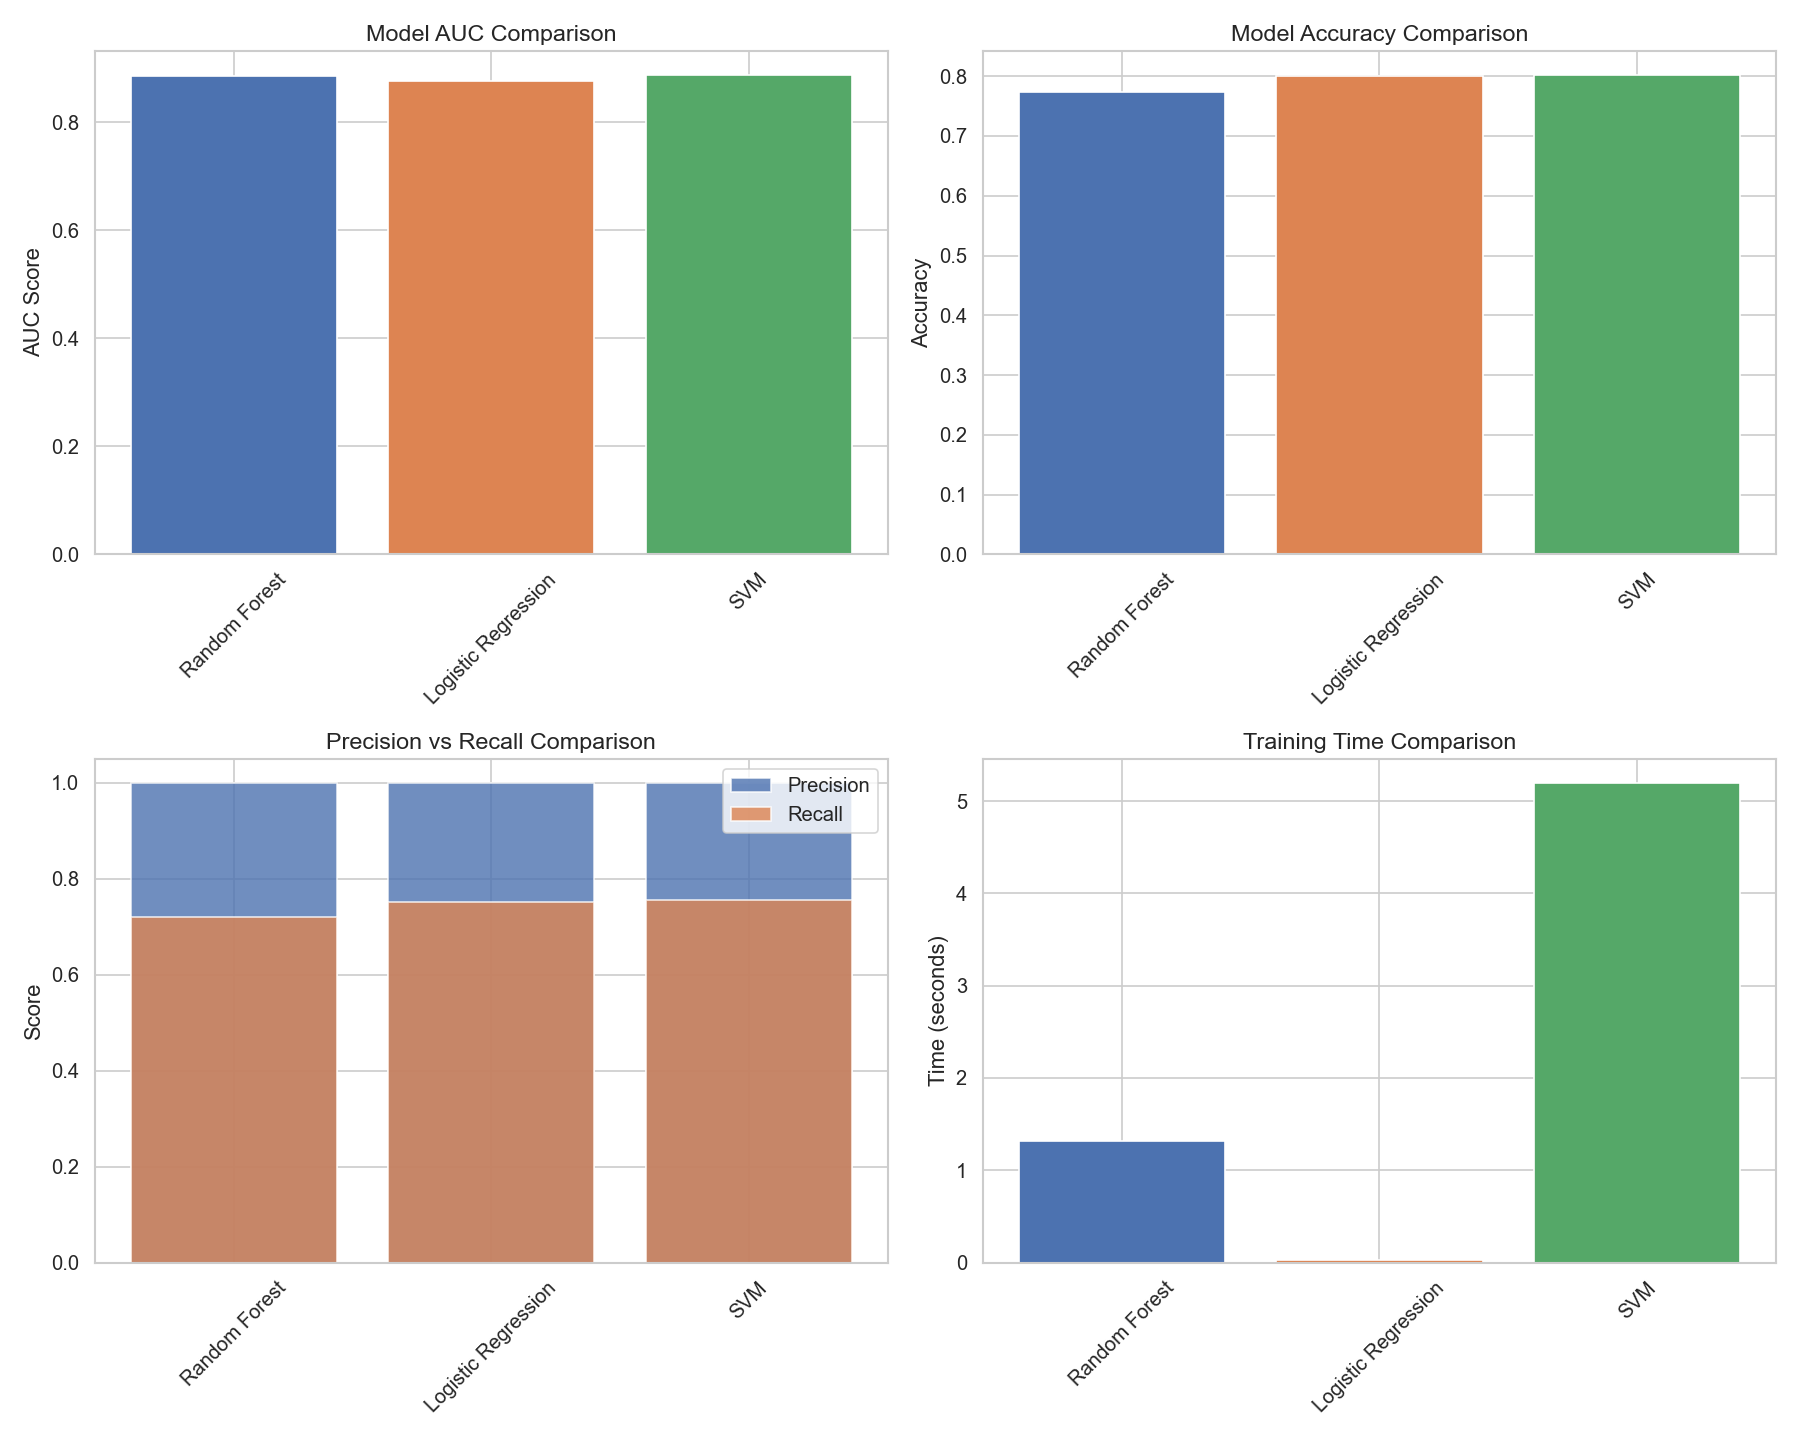 Model AUC Comparison
AUC Score
0.8
0.6
0.4
0.2
0.0
Random Forest
Logistic Regression
SVM
Model Accuracy Comparison
Accuracy
0.8
0.7
0.6
0.5
0.4
0.3
0.2
0.1
0.0
Random Forest
Logistic Regression
SVM
Precision vs Recall Comparison
Score
1.0
0.8
0.6
0.4
0.2
0.0
Precision
Recall
Random Forest
Logistic Regression
SVM
Training Time Comparison
Time (seconds)
5
4
3
2
1
0
Random Forest
Logistic Regression
SVM